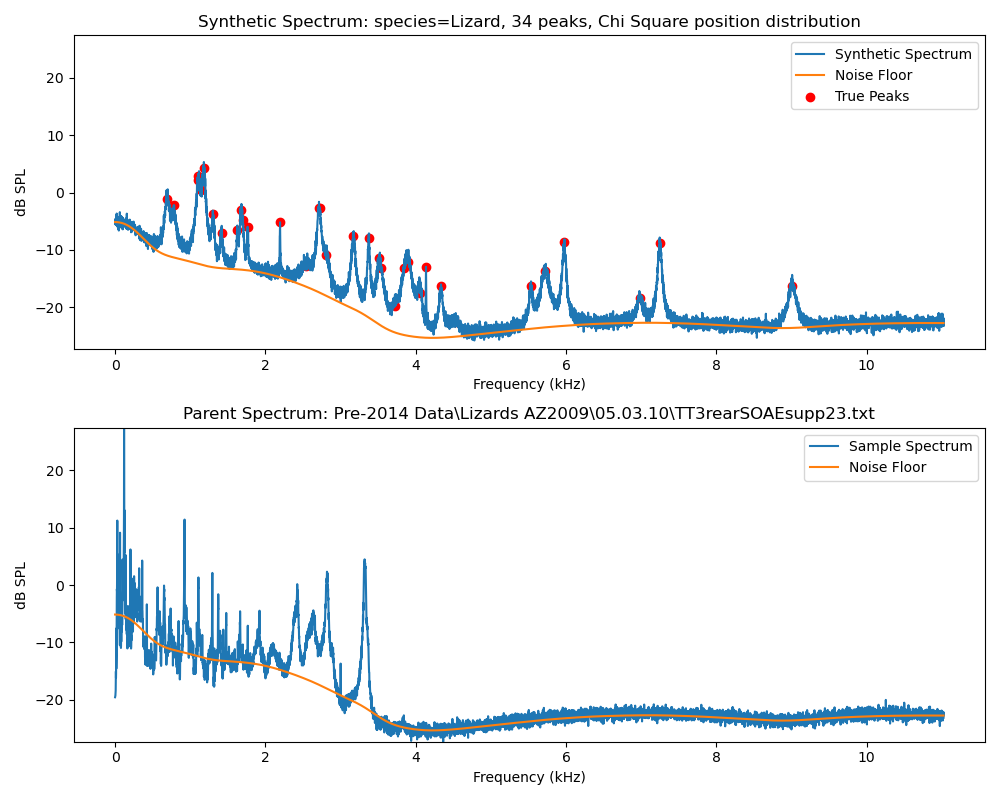 Synthetic Spectrum: species=Lizard, 34 peaks, Chi Square position distribution
Synthetic Spectrum
Noise Floor
True Peaks
dB SPL
20
10
0
−10
−20
0 2 4 6 8 10
Frequency (kHz)
Parent Spectrum: Pre-2014 Data\Lizards AZ2009\05.03.10\TT3rearSOAEsupp23.txt
Sample Spectrum
Noise Floor
dB SPL
20
10
0
−10
−20
0 2 4 6 8 10
Frequency (kHz)